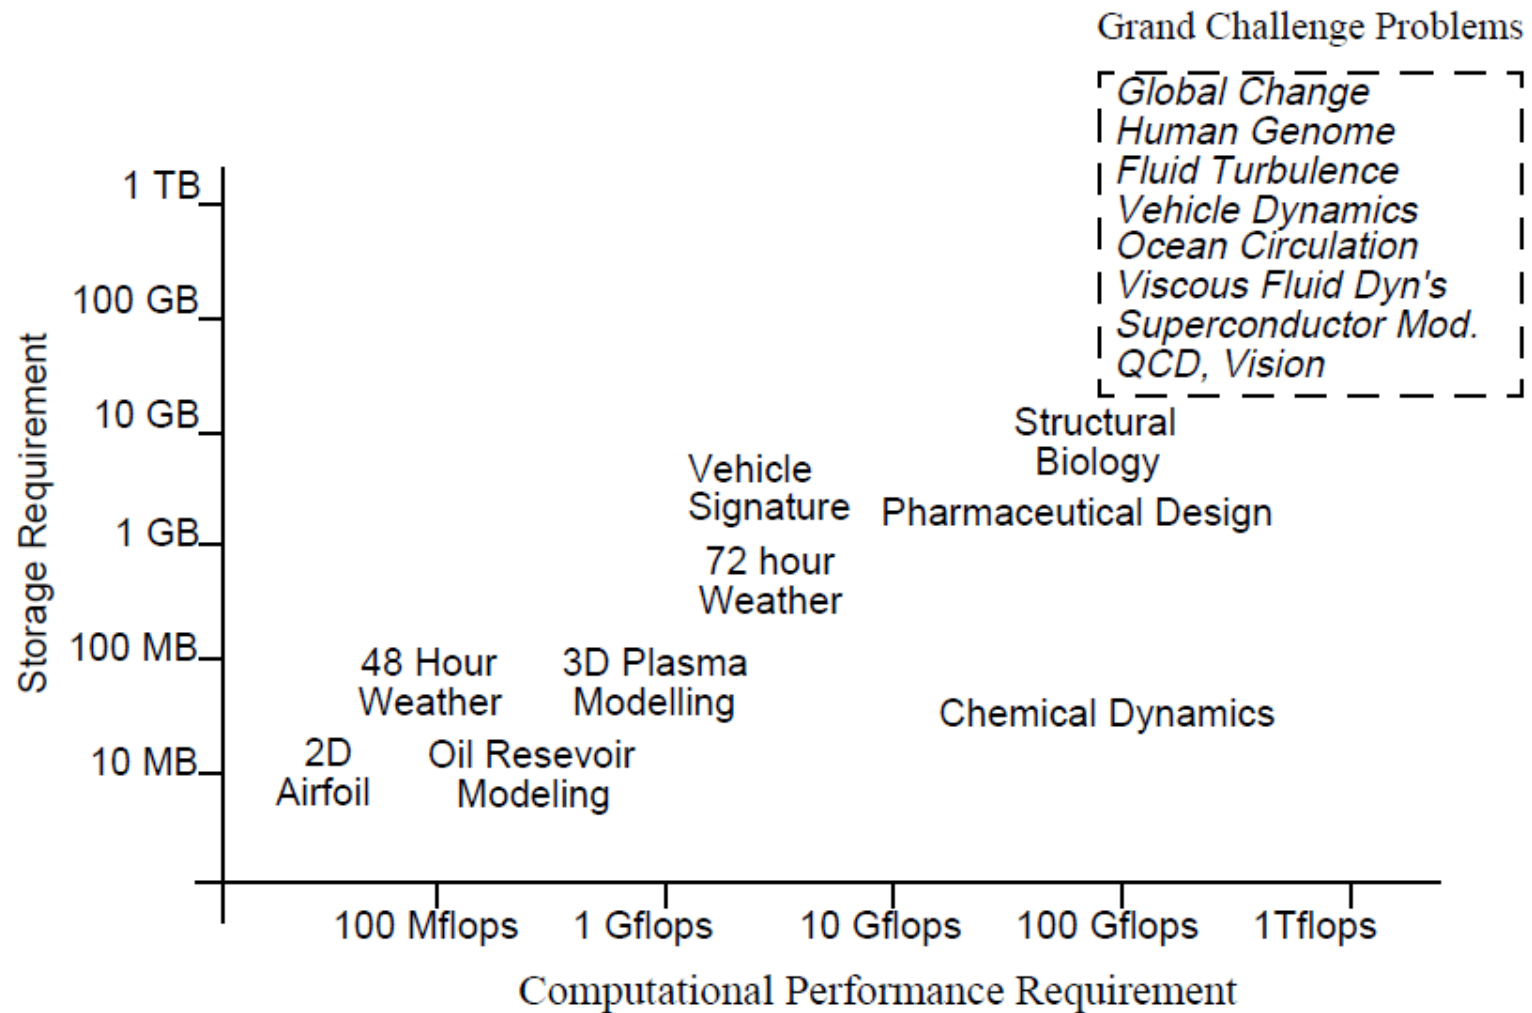 Grand Challenge Problems
Global Change
Human Genome
Fluid Turbulence
Vehicle Dynamics
Ocean Circulation
Viscous Fluid Dyn's
Superconductor Mod.
QCD, Vision
Storage Requirement
1 TB
100 GB
10 GB
1 GB
100 MB
10 MB
Structural
Biology
Vehicle
Signature
Pharmaceutical Design
72 hour
Weather
48 Hour
Weather
3D Plasma
Modelling
Chemical Dynamics
2D
Airfoil
Oil Resevoir
Modeling
100 Mflops
1 Gflops
10 Gflops
100 Gflops
1Tflops
Computational Performance Requirement